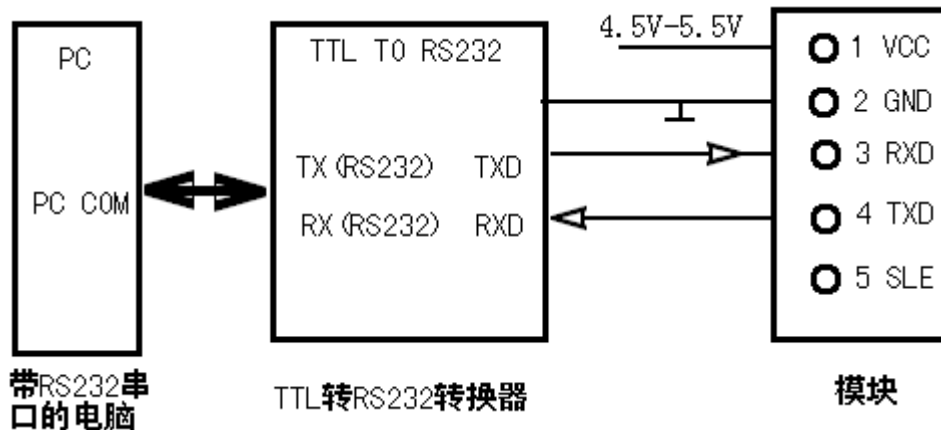 PC
PC COM
带RS232串
口的电脑
TTL TO RS232
TX(RS232) TXD
RX(RS232) RXD
TTL转RS232转换器
4.5V-5.5V
1 VCC
2 GND
3 RXD
4 TXD
5 SLE
模块